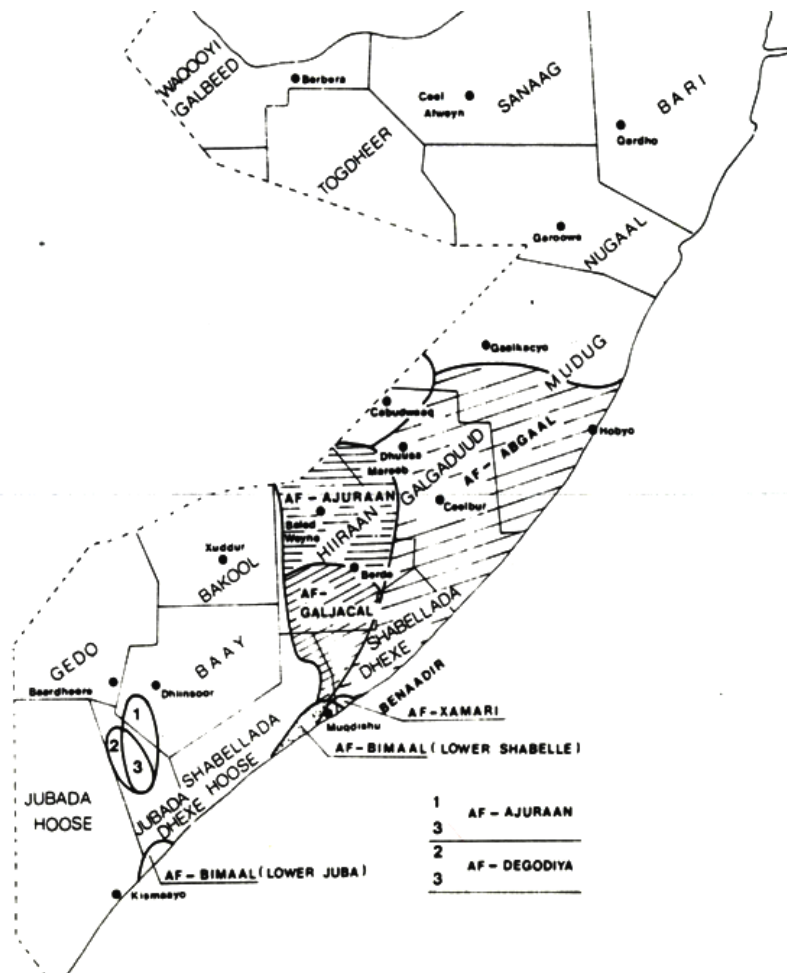 WAQOOYI
GALBEED
Berbera
Ceel
Afweyn
SANAAG
BARI
Qardho
TOGDHEER
Garoowe
NUGAAL
Gaalkacyo
MUDUG
Cabudwaaq
Hobyo
Dhuusa
Mareeb
GALGADUUD
AF-ABGAAL
AF-AJURAAN
Beled
Weyne
HIIRAAN
Ceelbur
Xuddur
BAKOOL
AF-
GALJACAL
SHABELLADA
DHEXE
GEDO
BAAY
Baardheere
Dhiinsoor
1
2
3
BENAADIR
AF-XAMARI
Muqdishu
AF-BIMAAL (LOWER SHABELLE)
SHABELLADA
HOOSE
JUBADA
DHEXE
JUBADA
HOOSE
1
AF-AJURAAN
3
2
AF-DEGODIYA
3
AF-BIMAAL (LOWER JUBA)
Kismaayo